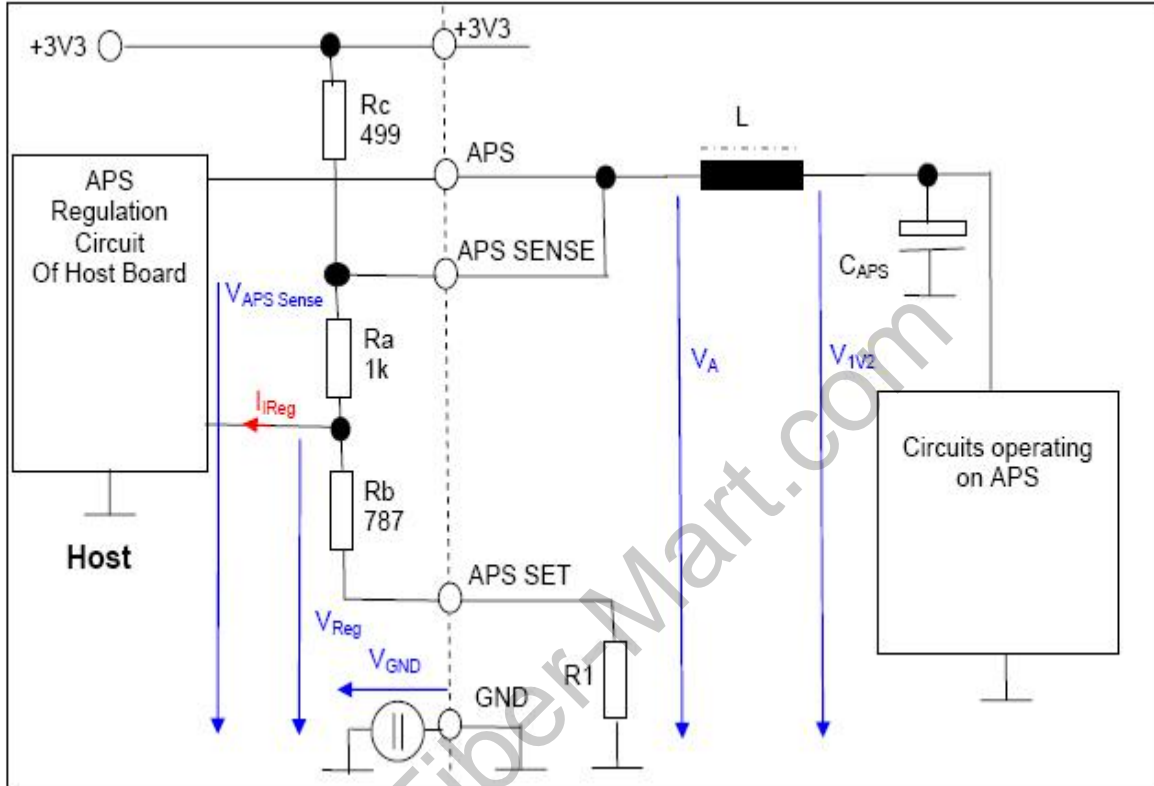 +3V3
+3V3
Rc
499
APS
L
APS
Regulation
Circuit
Of Host Board
APS SENSE
CAPS
VAPS Sense
Ra
1k
VA
V1V2
IIReg
Circuits operating
on APS
Rb
787
Host
APS SET
VReg
VGND
R1
GND
Fiber-Mart.com